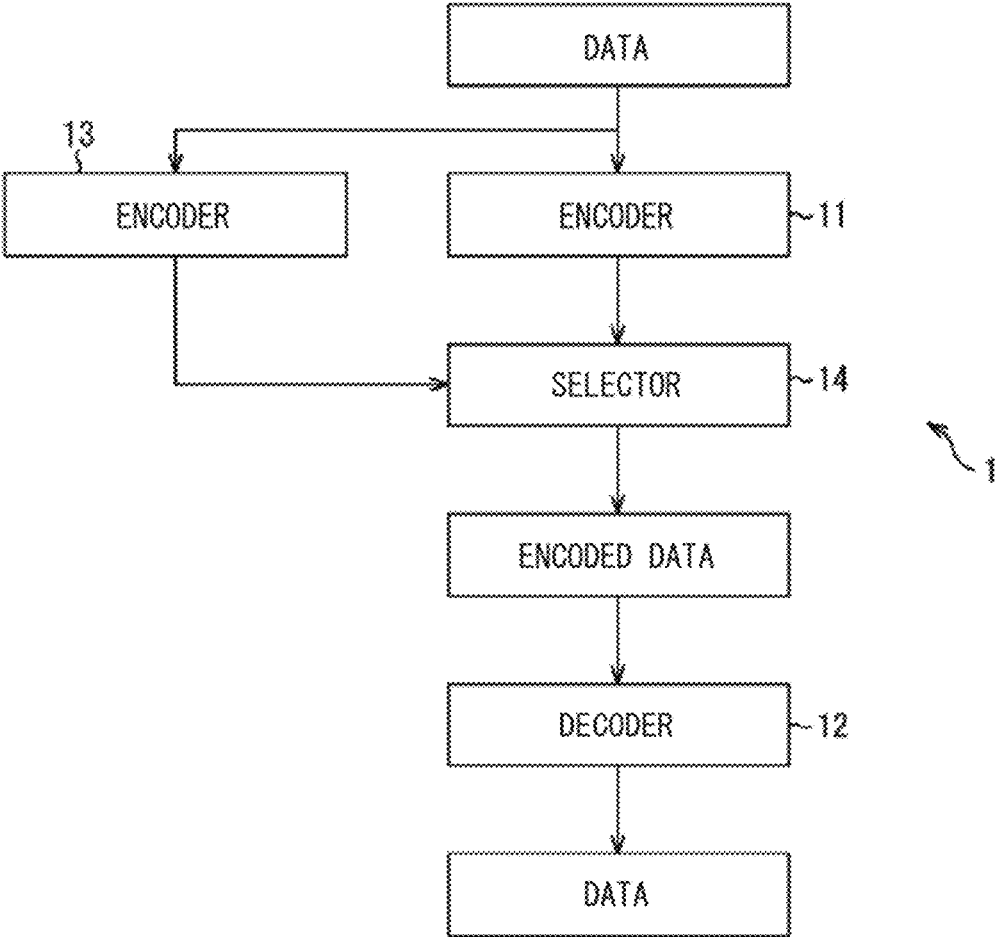 DATA
13
ENCODER
ENCODER
11
SELECTOR
14
1
ENCODED DATA
DECODER
12
DATA